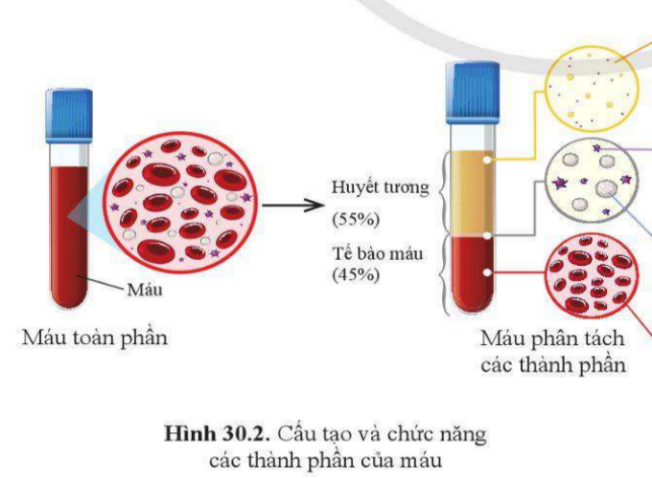 Huyết tương
(55%)
Tế bào máu
(45%)
Máu
Máu toàn phần
Máu phân tách
các thành phần
Hình 30.2. Cấu tạo và chức năng
các thành phần của máu